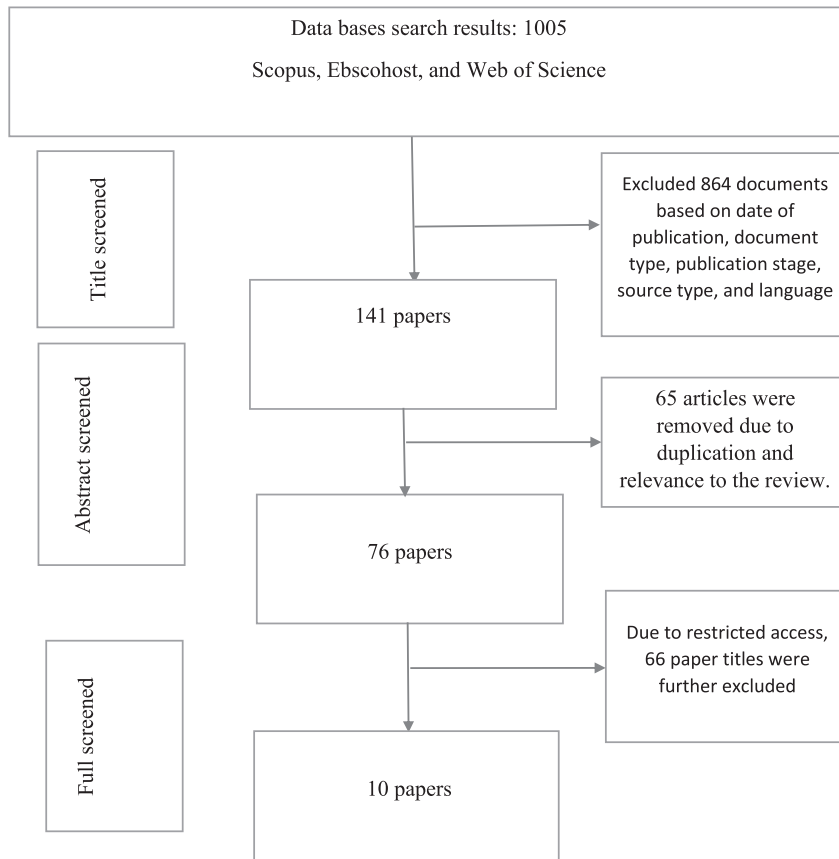 Data bases search results: 1005
Scopus, Ebscohost, and Web of Science
Title screened
Excluded 864 documents
based on date of
publication, document
type, publication stage,
source type, and language
141 papers
Abstract screened
65 articles were
removed due to
duplication and
relevance to the review.
76 papers
Full screened
Due to restricted access,
66 paper titles were
further excluded
10 papers